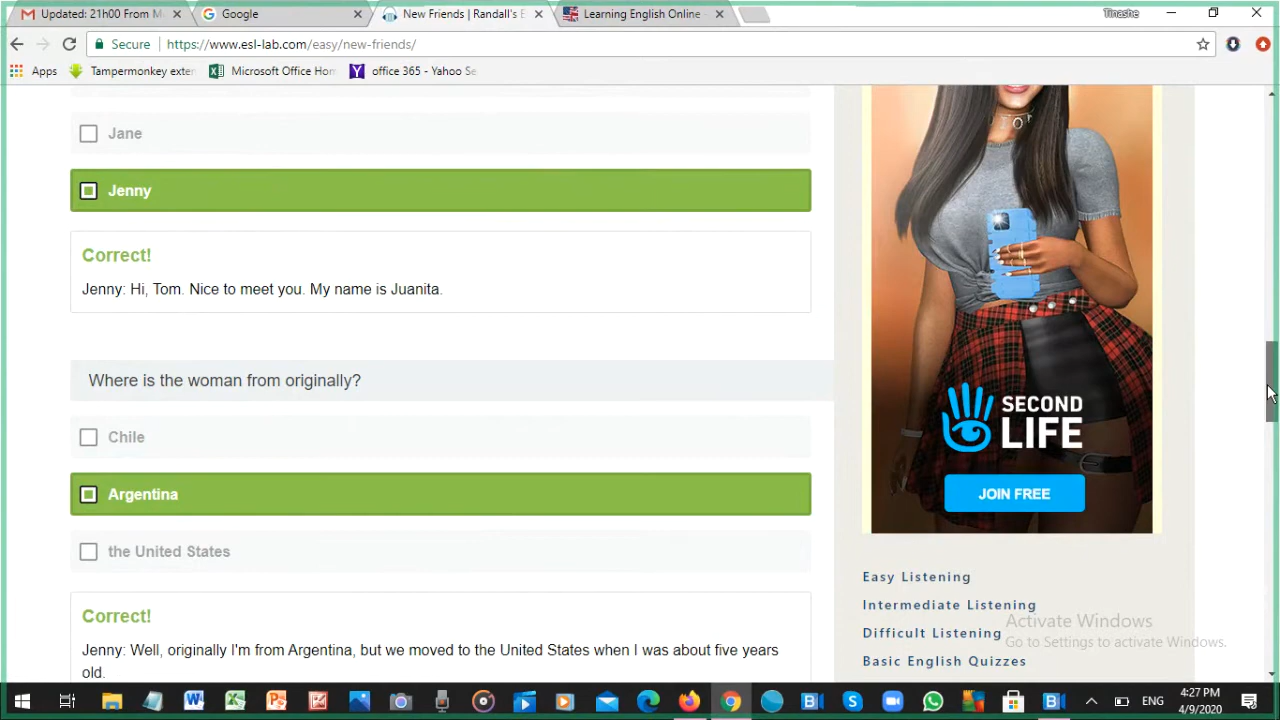 Updated: 21h00 From M
Google
New Friends | Randall's E
Learning English Online
Tinashe
Secure
https://www.esl-lab.com/easy/new-friends/
Apps
Tampermonkey exter
Microsoft Office Hom
office 365 - Yahoo Se
Jane
Jenny
Correct!
Jenny: Hi, Tom. Nice to meet you. My name is Juanita.
Where is the woman from originally?
Chile
Argentina
the United States
Correct!
Jenny: Well, originally I'm from Argentina, but we moved to the United States when I was about five years
old.
SECOND
LIFE
JOIN FREE
Easy Listening
Intermediate Listening
Difficult Listening
Basic English Quizzes
Activate Windows
Go to Settings to activate Windows.
ENG
4:27 PM
4/9/2020